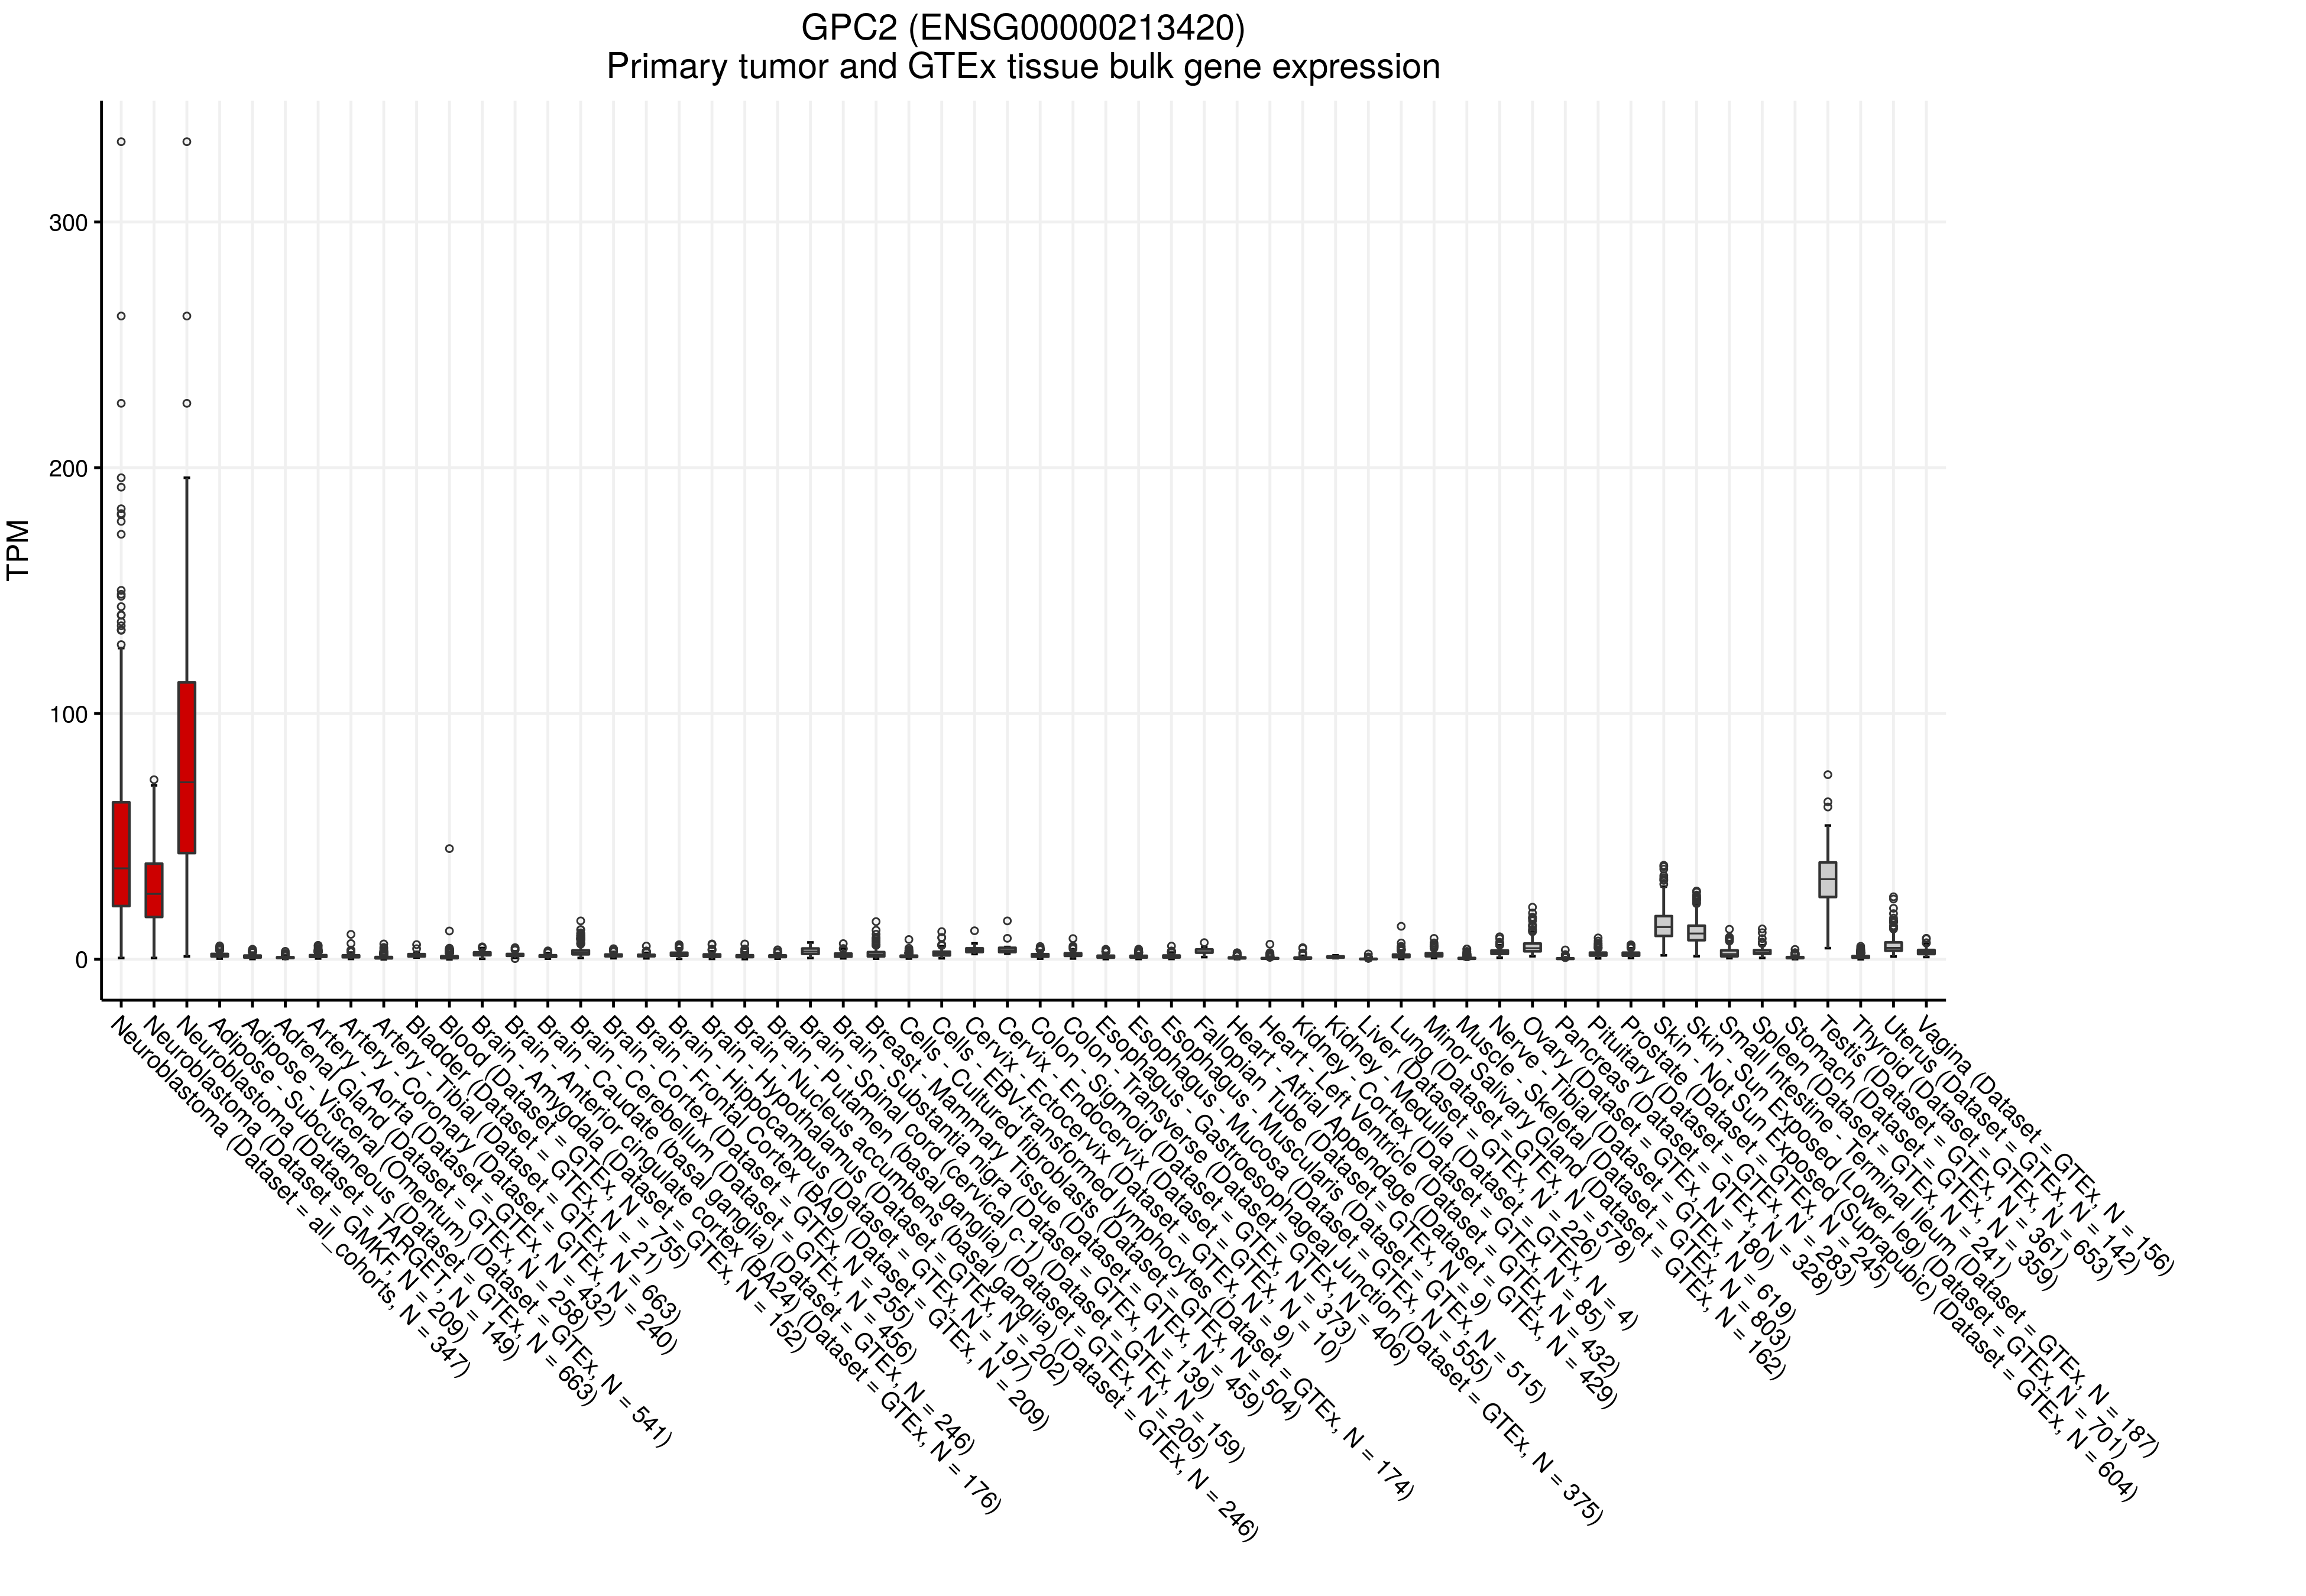 GPC2 (ENSG00000213420)
Primary tumor and GTEx tissue bulk gene expression
TPM
300
200
100
0
Neuroblastoma (Dataset = all_cohorts, N = 347)
Neuroblastoma (Dataset = GMKF, N = 209)
Neuroblastoma (Dataset = TARGET, N = 149)
Adipose - Subcutaneous (Dataset = GTEx, N = 663)
Adipose - Visceral (Omentum) (Dataset = GTEx, N = 541)
Adrenal Gland (Dataset = GTEx, N = 258)
Artery - Aorta (Dataset = GTEx, N = 432)
Artery - Coronary (Dataset = GTEx, N = 240)
Artery - Tibial (Dataset = GTEx, N = 663)
Bladder (Dataset = GTEx, N = 21)
Blood (Dataset = GTEx, N = 755)
Brain - Amygdala (Dataset = GTEx, N = 152)
Brain - Anterior cingulate cortex (BA24) (Dataset = GTEx, N = 176)
Brain - Caudate (basal ganglia) (Dataset = GTEx, N = 246)
Brain - Cerebellum (Dataset = GTEx, N = 456)
Brain - Cortex (Dataset = GTEx, N = 255)
Brain - Frontal Cortex (BA9) (Dataset = GTEx, N = 209)
Brain - Hippocampus (Dataset = GTEx, N = 197)
Brain - Hypothalamus (Dataset = GTEx, N = 202)
Brain - Nucleus accumbens (basal ganglia) (Dataset = GTEx, N = 246)
Brain - Putamen (basal ganglia) (Dataset = GTEx, N = 205)
Brain - Spinal cord (cervical c-1) (Dataset = GTEx, N = 159)
Brain - Substantia nigra (Dataset = GTEx, N = 139)
Breast - Mammary Tissue (Dataset = GTEx, N = 459)
Cells - Cultured fibroblasts (Dataset = GTEx, N = 504)
Cells - EBV-transformed lymphocytes (Dataset = GTEx, N = 174)
Cervix - Ectocervix (Dataset = GTEx, N = 9)
Cervix - Endocervix (Dataset = GTEx, N = 10)
Colon - Sigmoid (Dataset = GTEx, N = 373)
Colon - Transverse (Dataset = GTEx, N = 406)
Esophagus - Gastroesophageal Junction (Dataset = GTEx, N = 375)
Esophagus - Mucosa (Dataset = GTEx, N = 555)
Esophagus - Muscularis (Dataset = GTEx, N = 515)
Fallopian Tube (Dataset = GTEx, N = 9)
Heart - Atrial Appendage (Dataset = GTEx, N = 429)
Heart - Left Ventricle (Dataset = GTEx, N = 432)
Kidney - Cortex (Dataset = GTEx, N = 85)
Kidney - Medulla (Dataset = GTEx, N = 4)
Liver (Dataset = GTEx, N = 226)
Lung (Dataset = GTEx, N = 578)
Minor Salivary Gland (Dataset = GTEx, N = 162)
Muscle - Skeletal (Dataset = GTEx, N = 803)
Nerve - Tibial (Dataset = GTEx, N = 619)
Ovary (Dataset = GTEx, N = 180)
Pancreas (Dataset = GTEx, N = 328)
Pituitary (Dataset = GTEx, N = 283)
Prostate (Dataset = GTEx, N = 245)
Skin - Not Sun Exposed (Suprapubic) (Dataset = GTEx, N = 604)
Skin - Sun Exposed (Lower leg) (Dataset = GTEx, N = 701)
Small Intestine - Terminal Ileum (Dataset = GTEx, N = 187)
Spleen (Dataset = GTEx, N = 241)
Stomach (Dataset = GTEx, N = 359)
Testis (Dataset = GTEx, N = 361)
Thyroid (Dataset = GTEx, N = 653)
Uterus (Dataset = GTEx, N = 142)
Vagina (Dataset = GTEx, N = 156)